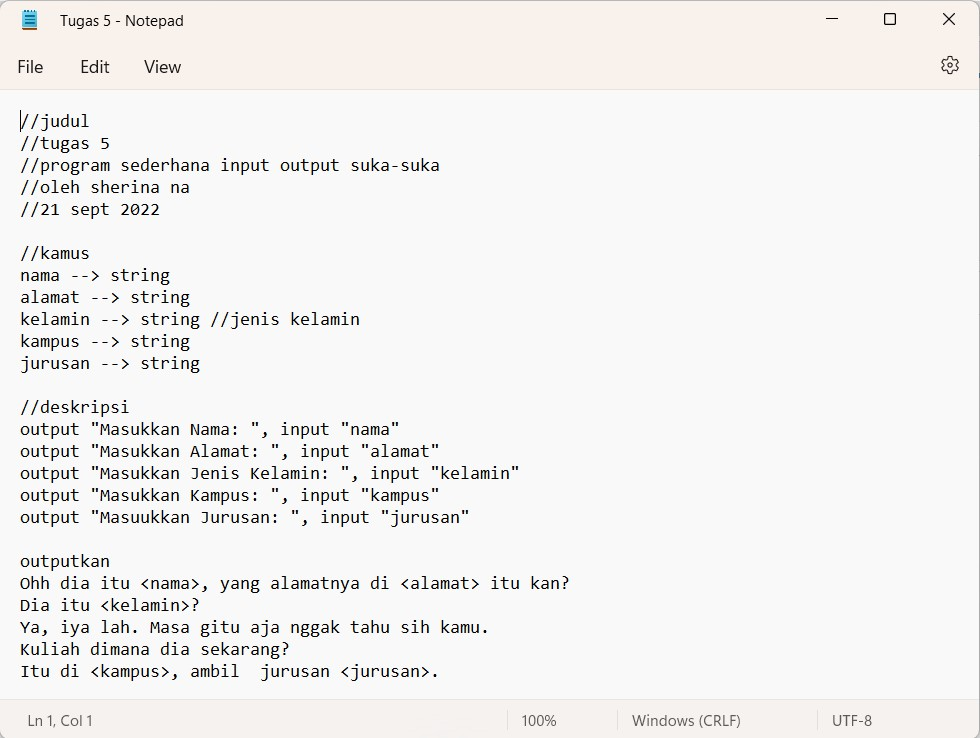 Tugas 5 - Notepad
File Edit View
//judul
//tugas 5
//program sederhana input output suka-suka
//oleh sherina na
//21 sept 2022

//kamus
nama --> string
alamat --> string
kelamin --> string //jenis kelamin
kampus --> string
jurusan --> string

//deskripsi
output "Masukkan Nama: ", input "nama"
output "Masukkan Alamat: ", input "alamat"
output "Masukkan Jenis Kelamin: ", input "kelamin"
output "Masukkan Kampus: ", input "kampus"
output "Masuukkan Jurusan: ", input "jurusan"

outputkan
Ohh dia itu <nama>, yang alamatnya di <alamat> itu kan?
Dia itu <kelamin>?
Ya, iya lah. Masa gitu aja nggak tahu sih kamu.
Kuliah dimana dia sekarang?
Itu di <kampus>, ambil  jurusan <jurusan>.
Ln 1, Col 1 100% Windows (CRLF) UTF-8